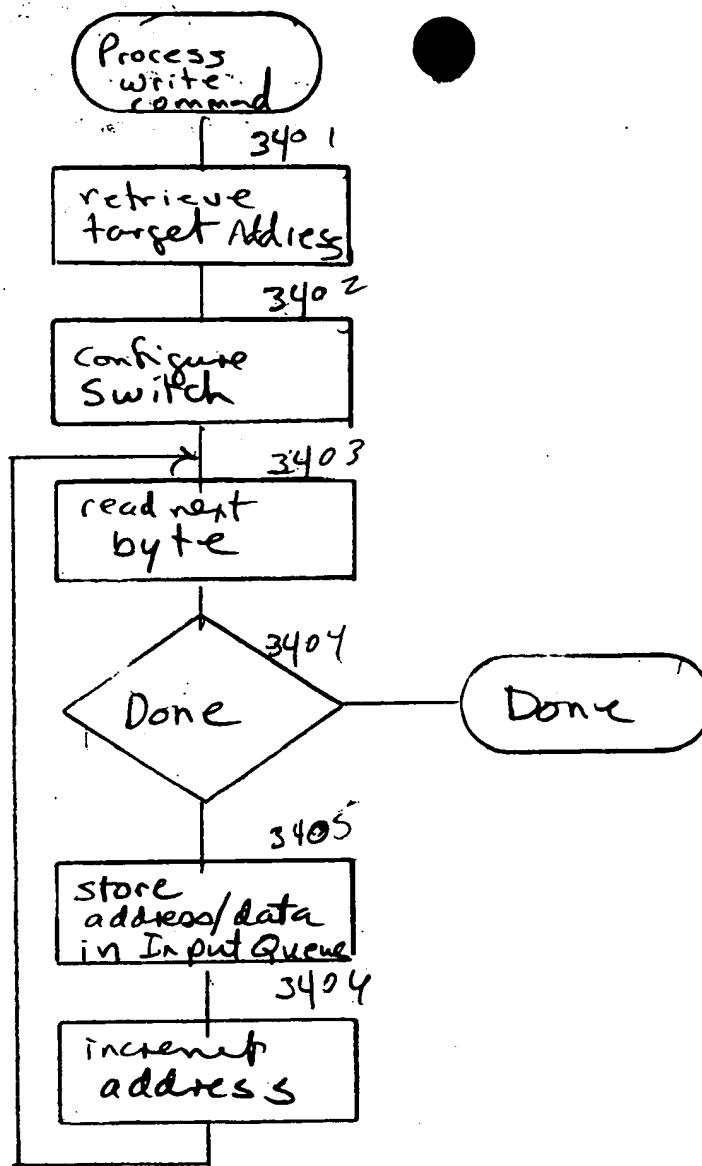 Process
write
command
3401
retrieve
target Address
3402
configure
Switch
3403
read next
byte
3404
Done
Done
3405
store
address/data
in Input Queue
3404
increment
address